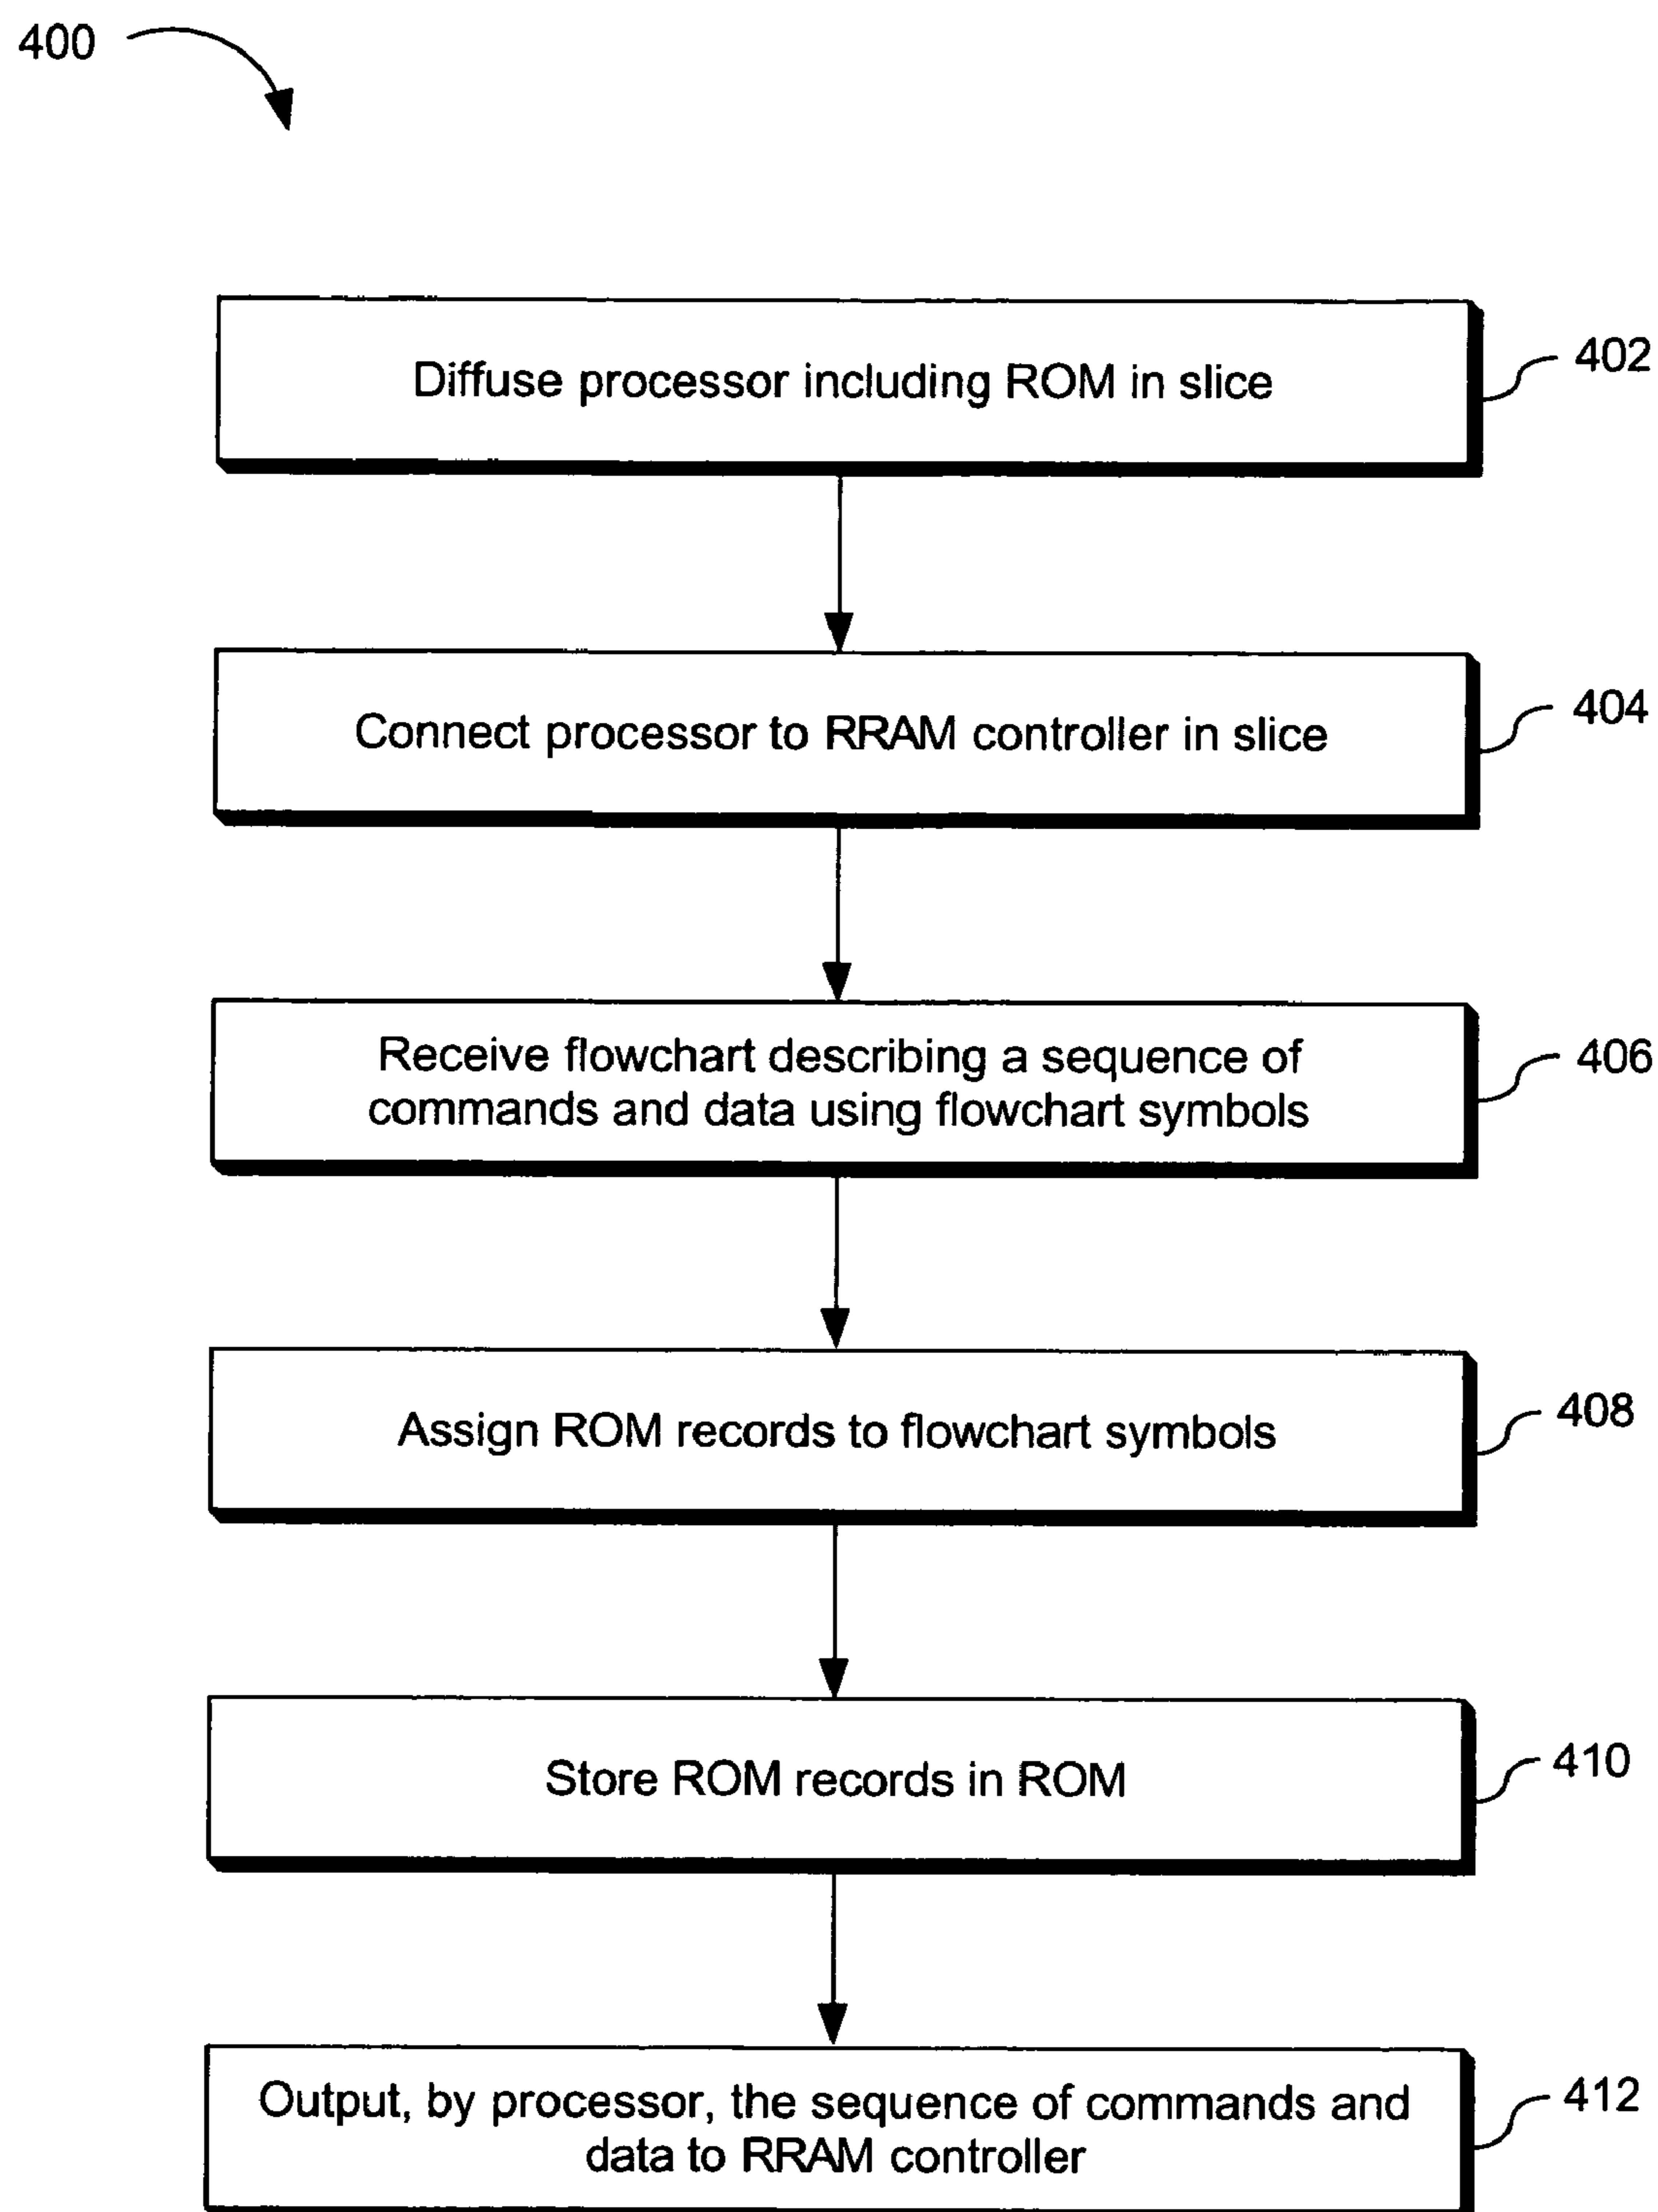 400
Diffuse processor including ROM in slice
402
Connect processor to RRAM controller in slice
404
Receive flowchart describing a sequence of
commands and data using flowchart symbols
406
Assign ROM records to flowchart symbols
408
Store ROM records in ROM
410
Output, by processor, the sequence of commands and
data to RRAM controller
412